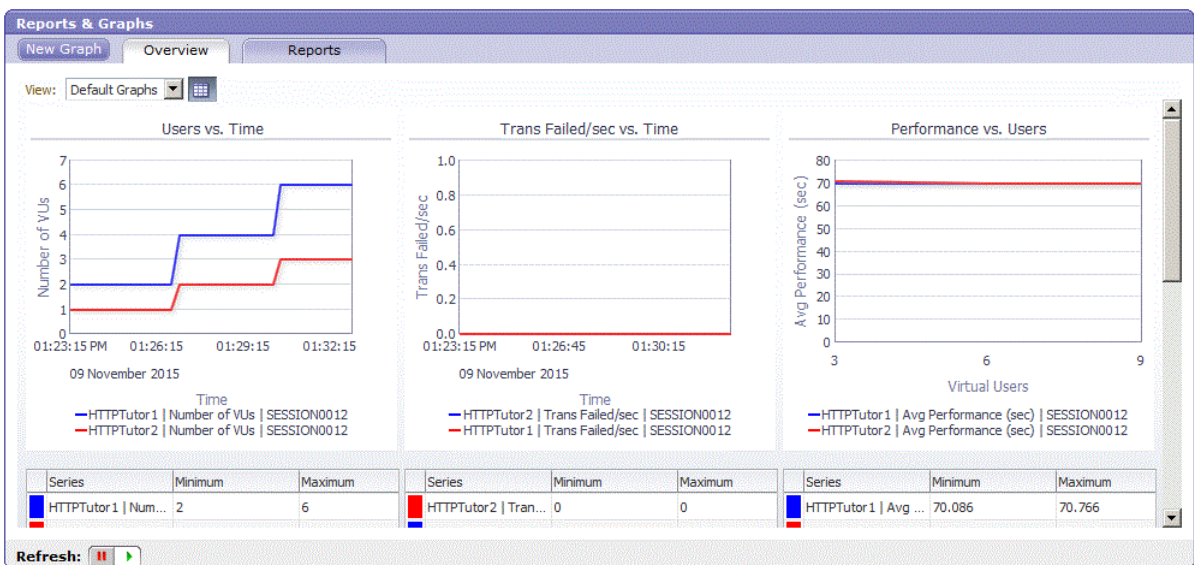 Reports & Graphs
New Graph
Overview
Reports
View: Default Graphs
Users vs. Time
7
6
5
4
3
2
1
0
Number of VUs
01:23:15 PM 01:26:15 01:29:15 01:32:15
09 November 2015
Time
HTTPTutor1 | Number of VUs | SESSION0012
HTTPTutor2 | Number of VUs | SESSION0012
Trans Failed/sec vs. Time
1.0
0.8
0.6
0.4
0.2
0.0
Trans Failed/sec
01:23:15 PM 01:26:45 01:30:15
09 November 2015
Time
HTTPTutor2 | Trans Failed/sec | SESSION0012
HTTPTutor1 | Trans Failed/sec | SESSION0012
Performance vs. Users
80
70
60
50
40
30
20
10
0
Avg Performance (sec)
3 6 9
Virtual Users
HTTPTutor1 | Avg Performance (sec) | SESSION0012
HTTPTutor2 | Avg Performance (sec) | SESSION0012
Series Minimum Maximum
HTTPTutor1 | Num... 2 6
Series Minimum Maximum
HTTPTutor2 | Tran... 0 0
Series Minimum Maximum
HTTPTutor1 | Avg ... 70.086 70.766
Refresh: